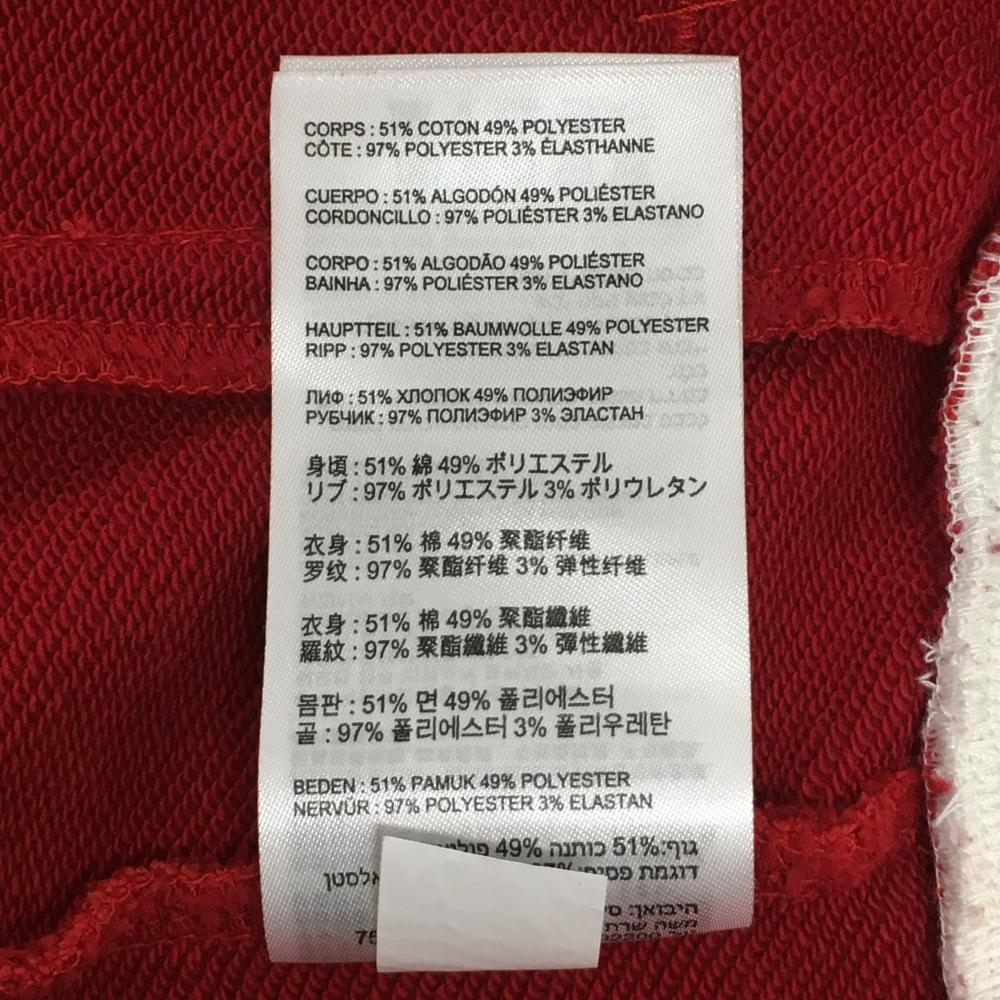 CORPS : 51% COTON 49% POLYESTER
CÔTE : 97% POLYESTER 3% ÉLASTHANNE
CUERPO : 51% ALGODÓN 49% POLIÉSTER
CORDONCILLO : 97% POLIÉSTER 3% ELASTANO
CORPO : 51% ALGODÃO 49% POLIÉSTER
BAINHA : 97% POLIÉSTER 3% ELASTANO
HAUPTTEIL : 51% BAUMWOLLE 49% POLYESTER
RIPP : 97% POLYESTER 3% ELASTAN
ЛИФ : 51% ХЛОПОК 49% ПОЛИЭФИР
РУБЧИК : 97% ПОЛИЭФИР 3% ЭЛАСТАН
身頃 : 51% 綿 49% ポリエステル
リブ : 97% ポリエステル 3% ポリウレタン
衣身 : 51% 棉 49% 聚酯纤维
罗纹 : 97% 聚酯纤维 3% 弹性纤维
衣身 : 51% 棉 49% 聚酯纖維
羅紋 : 97% 聚酯纖維 3% 彈性纖維
몸판 : 51% 면 49% 폴리에스터
골 : 97% 폴리에스터 3% 폴리우레탄
BEDEN : 51% PAMUK 49% POLYESTER
NERVÜR : 97% POLYESTER 3% ELASTAN
גוף: 51% כותנה 49%
דוגמת
היבואן:
משה